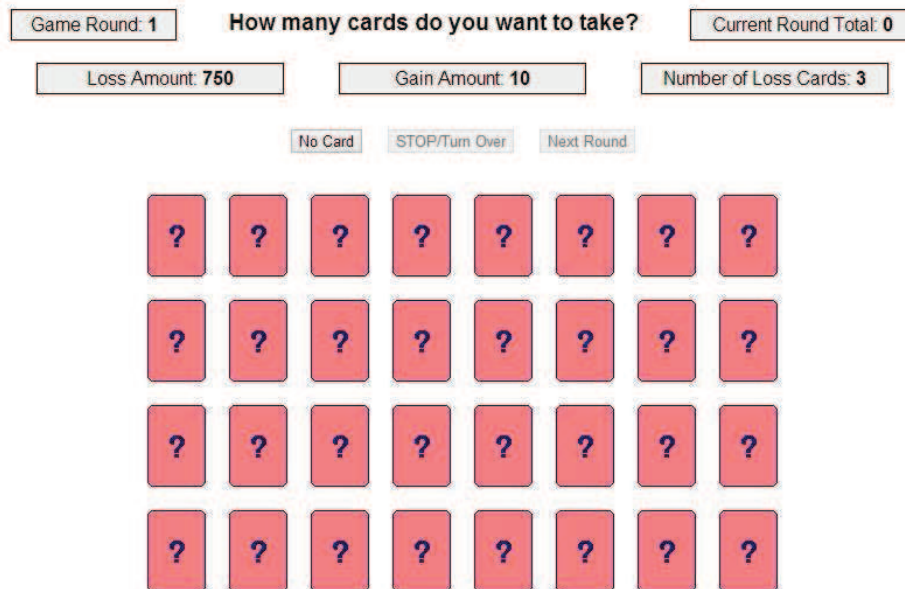 Game Round: 1
How many cards do you want to take?
Current Round Total: 0
Loss Amount: 750
Gain Amount: 10
Number of Loss Cards: 3
No Card
STOP/Turn Over
Next Round
? ? ? ? ? ? ? ?
? ? ? ? ? ? ? ?
? ? ? ? ? ? ? ?
? ? ? ? ? ? ? ?